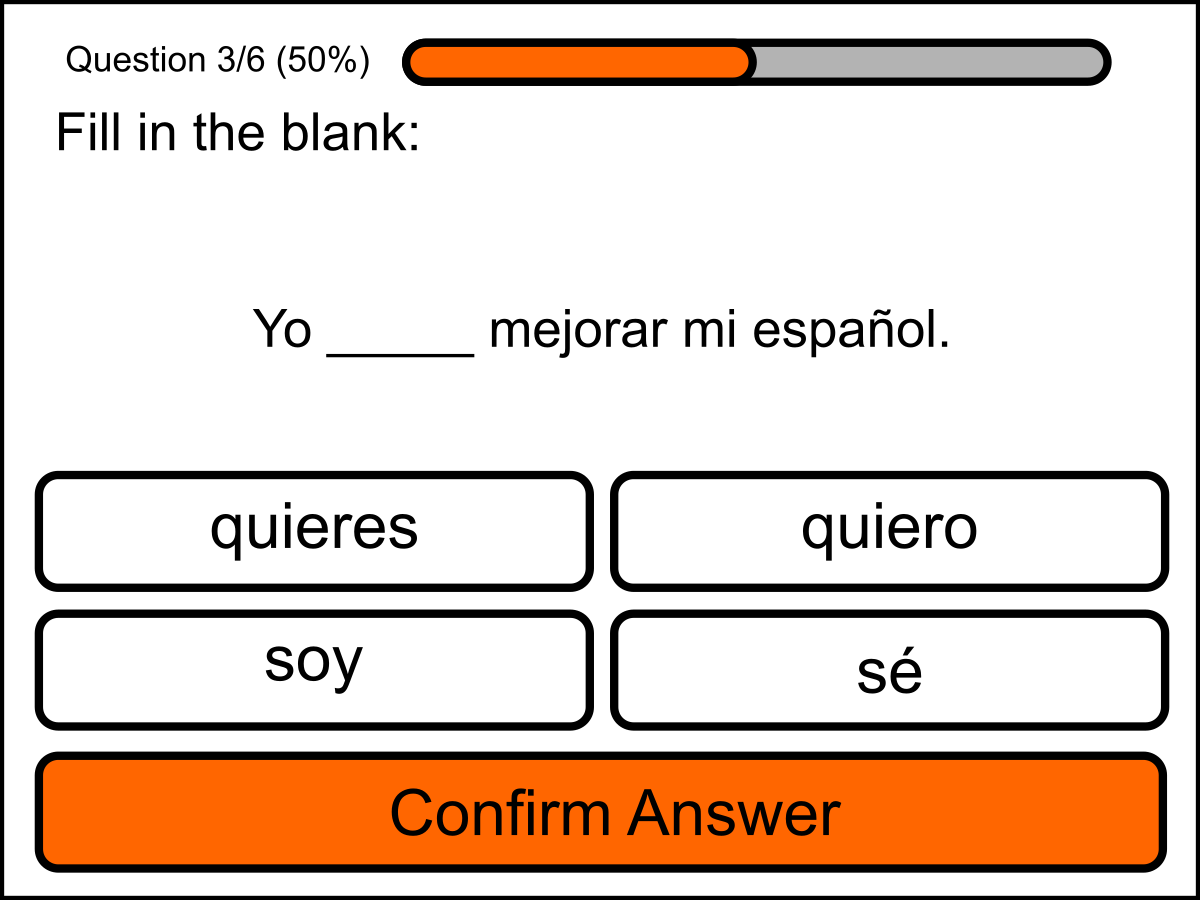 Question 3/6 (50%)
Fill in the blank:
Yo _____ mejorar mi español.
quieres
quiero
soy
sé
Confirm Answer